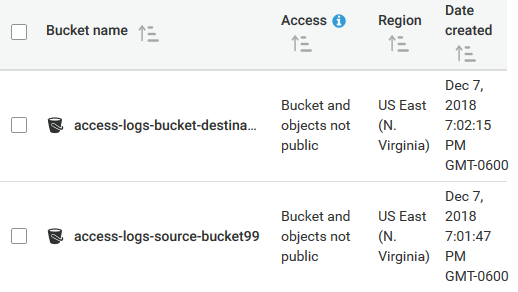 Bucket name
Access
Region
Date
created
access-logs-bucket-destina...
Bucket and
objects not
public
US East
(N.
Virginia)
Dec 7,
2018
7:02:15
PM
GMT-0600
access-logs-source-bucket99
Bucket and
objects not
public
US East
(N.
Virginia)
Dec 7,
2018
7:01:47
PM
GMT-0600